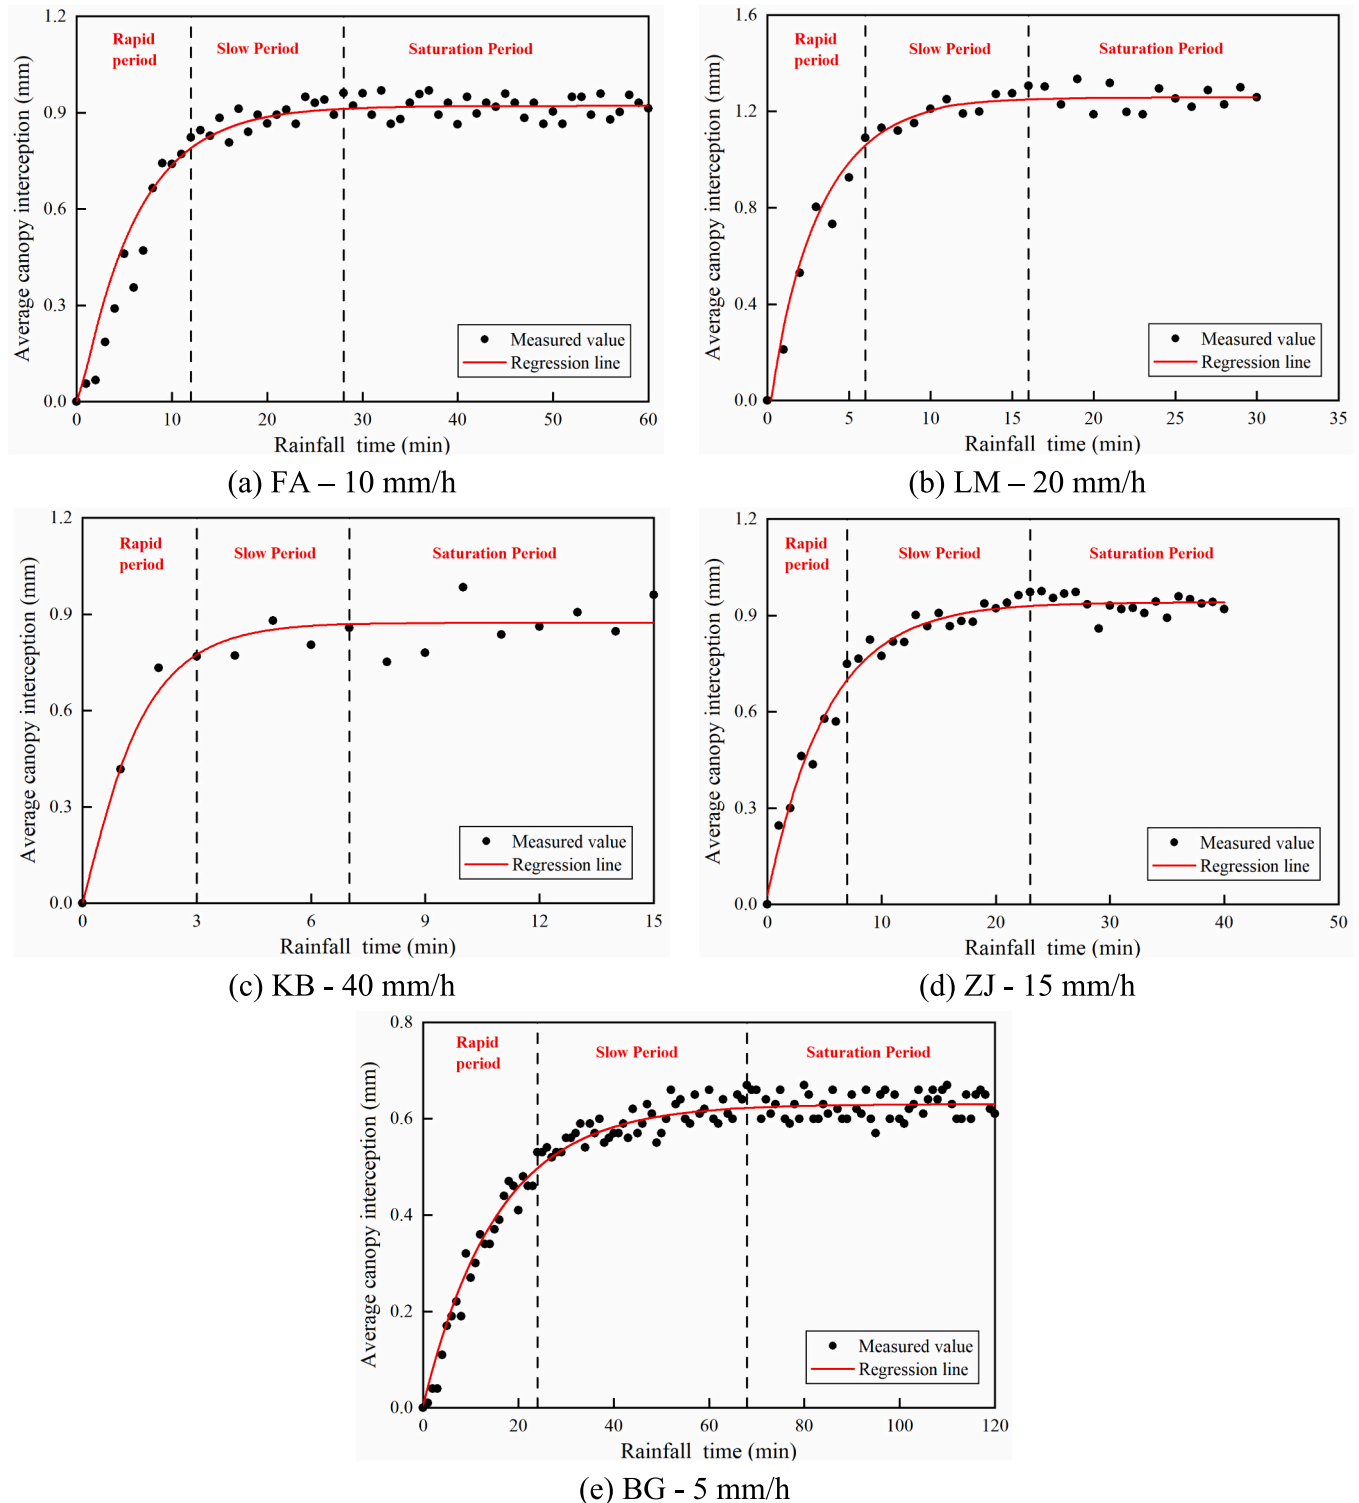 1.2
0.9
0.6
0.3
0.0
Average canopy interception (mm)
Rapid
period
Slow Period
Saturation Period
Measured value
Regression line
0 10 20 30 40 50 60
Rainfall time (min)
(a) FA – 10 mm/h
1.6
1.2
0.8
0.4
0.0
Average canopy interception (mm)
Rapid
period
Slow Period
Saturation Period
Measured value
Regression line
0 5 10 15 20 25 30 35
Rainfall time (min)
(b) LM – 20 mm/h
1.2
0.9
0.6
0.3
0.0
Average canopy interception (mm)
Rapid
period
Slow Period
Saturation Period
Measured value
Regression line
0 3 6 9 12 15
Rainfall time (min)
(c) KB - 40 mm/h
1.2
0.9
0.6
0.3
0.0
Average canopy interception (mm)
Rapid
period
Slow Period
Saturation Period
Measured value
Regression line
0 10 20 30 40 50
Rainfall time (min)
(d) ZJ - 15 mm/h
0.8
0.6
0.4
0.2
0.0
Average canopy interception (mm)
Rapid
period
Slow Period
Saturation Period
Measured value
Regression line
0 20 40 60 80 100 120
Rainfall time (min)
(e) BG - 5 mm/h